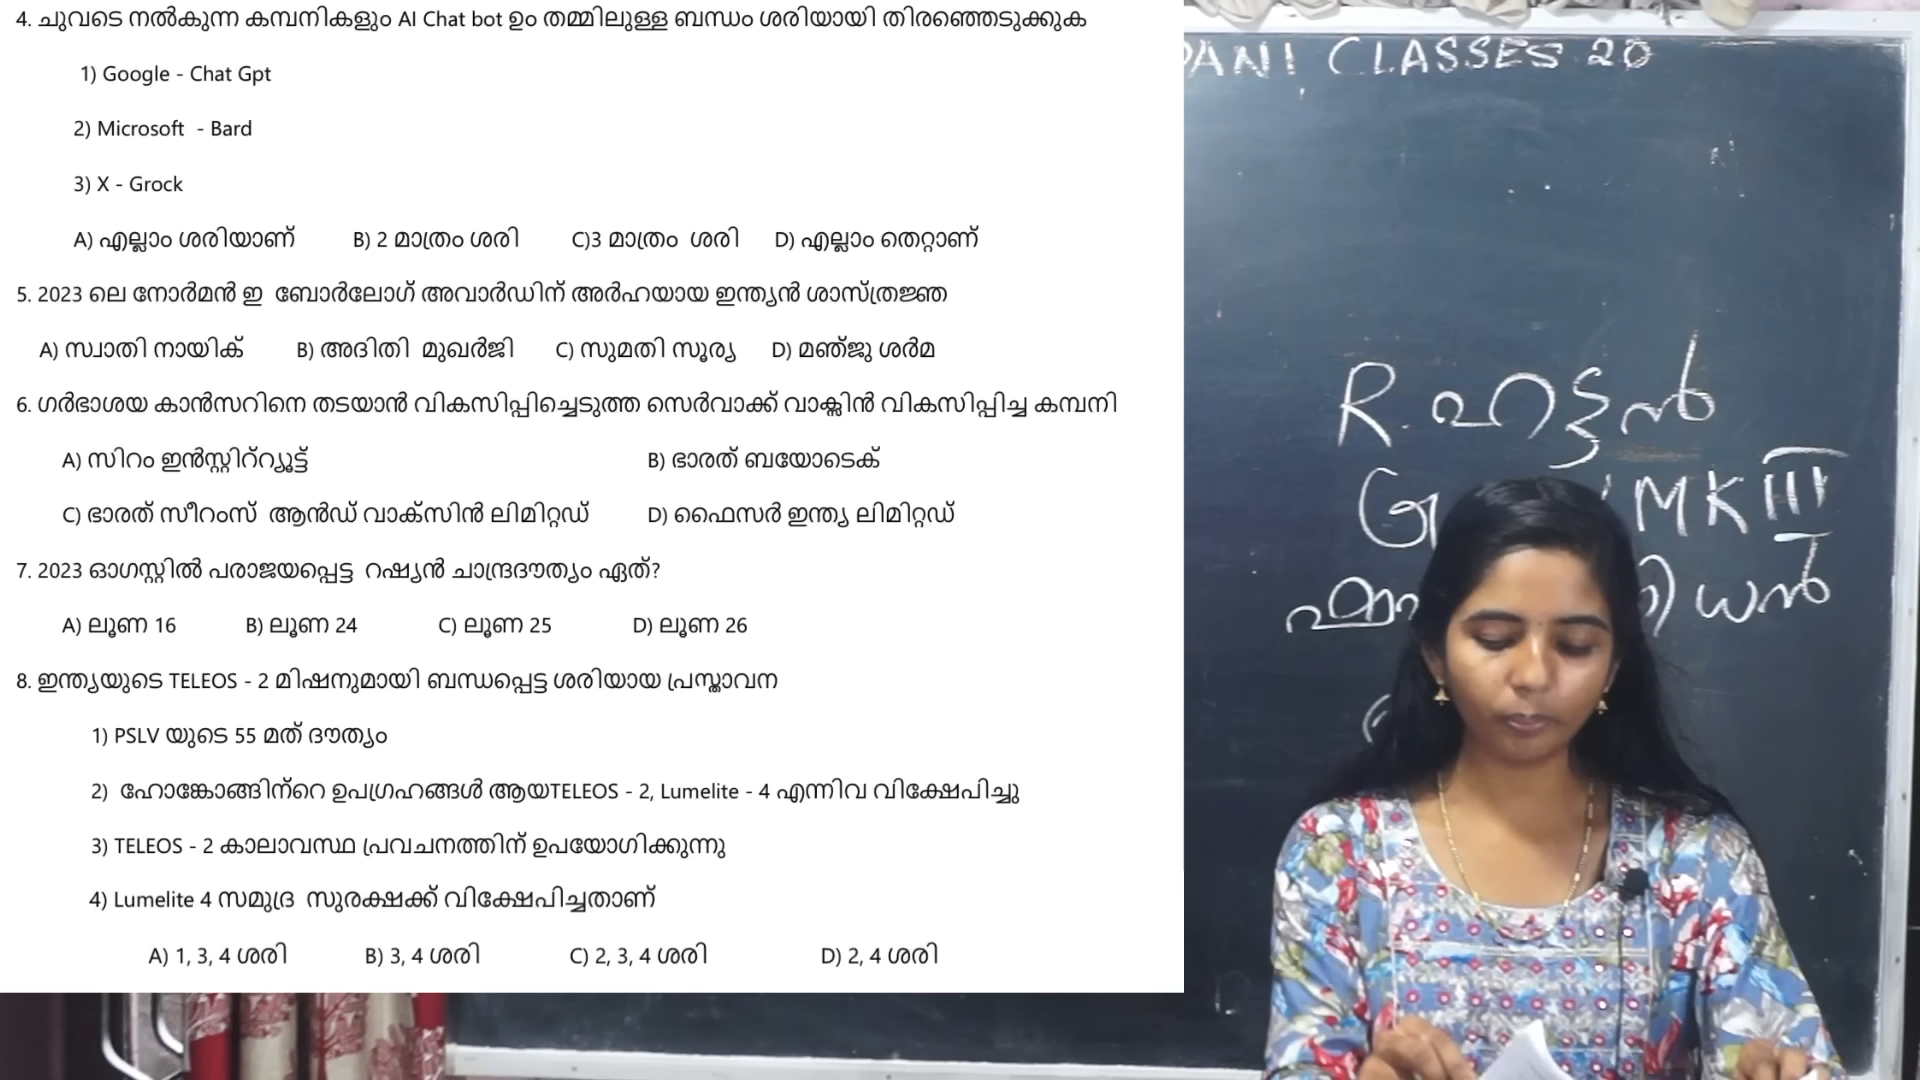 4. ചുവടെ നൽകുന്ന കമ്പനികളും AI Chat bot ഉം തമ്മിലുള്ള ബന്ധം ശരിയായി തിരഞ്ഞെടുക്കുക
1) Google - Chat Gpt
2) Microsoft - Bard
3) X - Grock
A) എല്ലാം ശരിയാണ് B) 2 മാത്രം ശരി C)3 മാത്രം ശരി D) എല്ലാം തെറ്റാണ്
5. 2023 ലെ നോർമൻ ഇ ബോർലോഗ് അവാർഡിന് അർഹയായ ഇന്ത്യൻ ശാസ്ത്രജ്ഞ
A) സ്വാതി നായിക് B) അദിതി മുഖർജി C) സുമതി സൂര്യ D) മഞ്ജു ശർമ
6. ഗർഭാശയ കാൻസറിനെ തടയാൻ വികസിപ്പിച്ചെടുത്ത സെർവാക്ക് വാക്സിൻ വികസിപ്പിച്ച കമ്പനി
A) സിറം ഇൻസ്റ്റിറ്റ്യൂട്ട് B) ഭാരത് ബയോടെക്
C) ഭാരത് സീറംസ് ആൻഡ് വാക്സിൻ ലിമിറ്റഡ് D) ഫൈസർ ഇന്ത്യ ലിമിറ്റഡ്
7. 2023 ഓഗസ്റ്റിൽ പരാജയപ്പെട്ട റഷ്യൻ ചാന്ദ്രദൗത്യം ഏത്?
A) ലൂണ 16 B) ലൂണ 24 C) ലൂണ 25 D) ലൂണ 26
8. ഇന്ത്യയുടെ TELEOS - 2 മിഷനുമായി ബന്ധപ്പെട്ട ശരിയായ പ്രസ്താവന
1) PSLV യുടെ 55 മത് ദൗത്യം
2) ഹോങ്കോങ്ങിന്റെ ഉപഗ്രഹങ്ങൾ ആയTELEOS - 2, Lumelite - 4 എന്നിവ വിക്ഷേപിച്ചു
3) TELEOS - 2 കാലാവസ്ഥ പ്രവചനത്തിന് ഉപയോഗിക്കുന്നു
4) Lumelite 4 സമുദ്ര സുരക്ഷക്ക് വിക്ഷേപിച്ചതാണ്
A) 1, 3, 4 ശരി B) 3, 4 ശരി C) 2, 3, 4 ശരി D) 2, 4 ശരി
CLASSES 20
R. ഹട്ടൻ
MK III